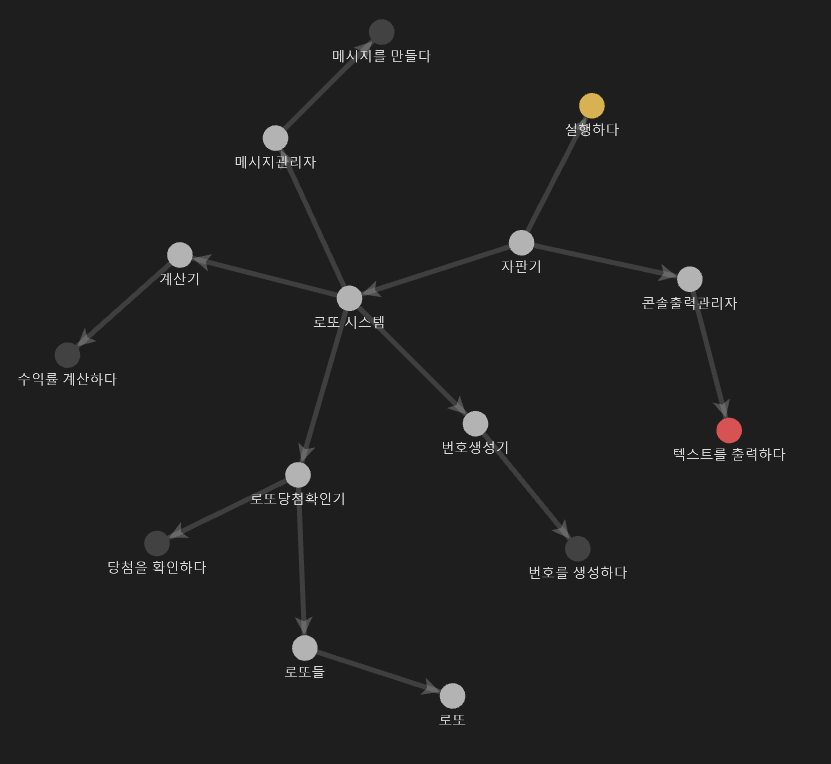 메시지를 만들다
실행하다
메시지관리자
자판기
계산기
콘솔출력관리자
로또 시스템
수익률 계산하다
번호생성기
텍스트를 출력하다
로또당첨확인기
당첨을 확인하다
번호를 생성하다
로또들
로또